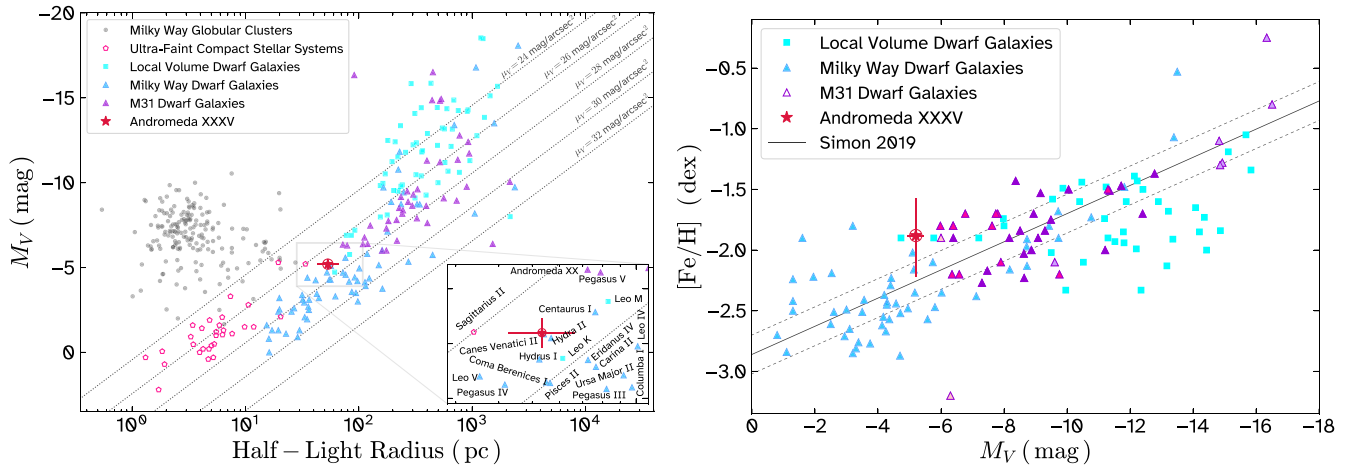 Milky Way Globular Clusters
Ultra-Faint Compact Stellar Systems
Local Volume Dwarf Galaxies
Milky Way Dwarf Galaxies
M31 Dwarf Galaxies
Andromeda XXXV
μV = 24 mag/arcsec²
μV = 26 mag/arcsec²
μV = 28 mag/arcsec²
μV = 30 mag/arcsec²
μV = 32 mag/arcsec²
−20
−15
−10
−5
0
MV (mag)
10⁰
10¹
10²
10³
10⁴
Half−Light Radius (pc)
Andromeda XX
Pegasus V
Sagittarius II
Centaurus I
Leo M
Leo IV
Hydra II
Canes Venatici II
Leo K
Eridanus IV
Hydrus I
Carina II
Columba I
Coma Berenices I
Leo V
Pisces II
Ursa Major II
Pegasus IV
Pegasus III
Local Volume Dwarf Galaxies
Milky Way Dwarf Galaxies
M31 Dwarf Galaxies
Andromeda XXXV
Simon 2019
−0.5
−1.0
−1.5
−2.0
−2.5
−3.0
[Fe/H] (dex)
0
−2
−4
−6
−8
−10
−12
−14
−16
−18
MV (mag)